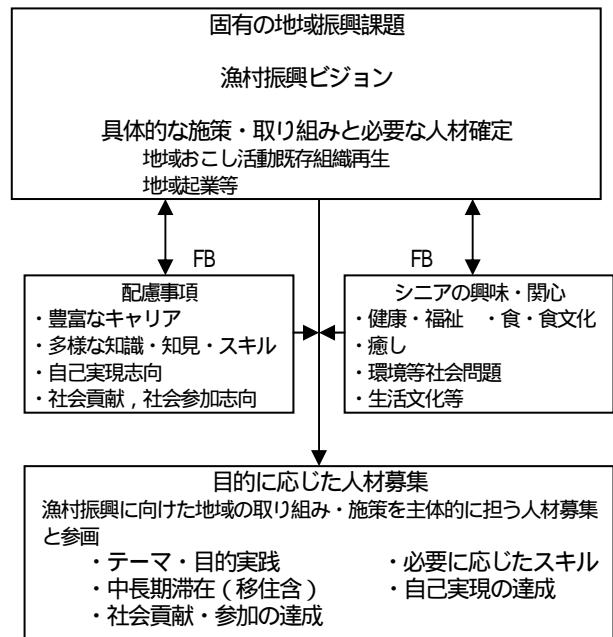 固有の地域振興課題
漁村振興ビジョン
具体的な施策・取り組みと必要な人材確定
地域おこし活動既存組織再生
地域起業等
FB
FB
配慮事項
・豊富なキャリア
・多様な知識・知見・スキル
・自己実現志向
・社会貢献，社会参加志向
シニアの興味・関心
・健康・福祉　・食・食文化
・癒し
・環境等社会問題
・生活文化等
目的に応じた人材募集
漁村振興に向けた地域の取り組み・施策を主体的に担う人材募集
と参画
・テーマ・目的実践　・必要に応じたスキル
・中長期滞在（移住含）　・自己実現の達成
・社会貢献・参加の達成